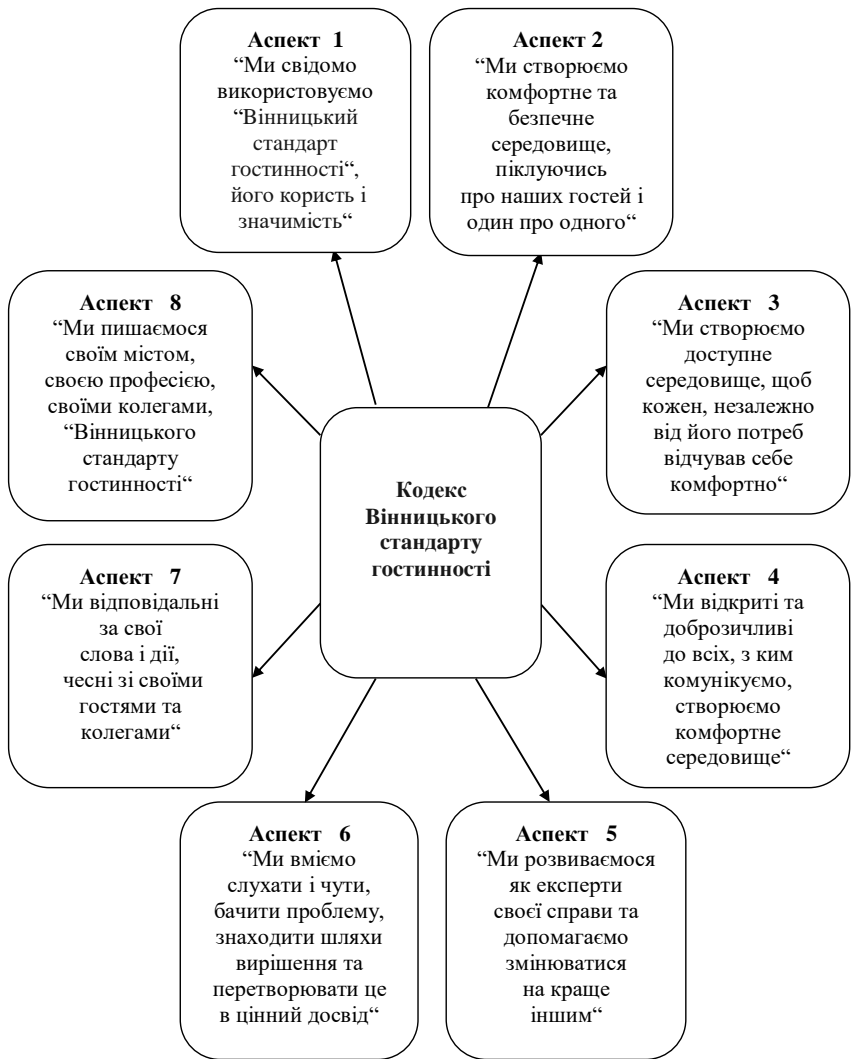 Аспект 1
“Ми свідомо
використовуємо
“Вінницький
стандарт
гостинності“,
його користь і
значимість“
Аспект 2
“Ми створюємо
комфортне та
безпечне
середовище,
піклуючись
про наших гостей і
один про одного“
Аспект 8
“Ми пишаємося
своїм містом,
своєю професією,
своїми колегами,
“Вінницького
стандарту
гостинності“
Аспект 3
“Ми створюємо
доступне
середовище, щоб
кожен, незалежно
від його потреб
відчував себе
комфортно“
Кодекс
Вінницького
стандарту
гостинності
Аспект 7
“Ми відповідальні
за свої
слова і дії,
чесні зі своїми
гостями та
колегами“
Аспект 4
“Ми відкриті та
доброзичливі
до всіх, з ким
комунікуємо,
створюємо
комфортне
середовище“
Аспект 6
“Ми вміємо
слухати і чути,
бачити проблему,
знаходити шляхи
вирішення та
перетворювати це
в цінний досвід“
Аспект 5
“Ми розвиваємося
як експерти
своєї справи та
допомагаємо
змінюватися
на краще
іншим“